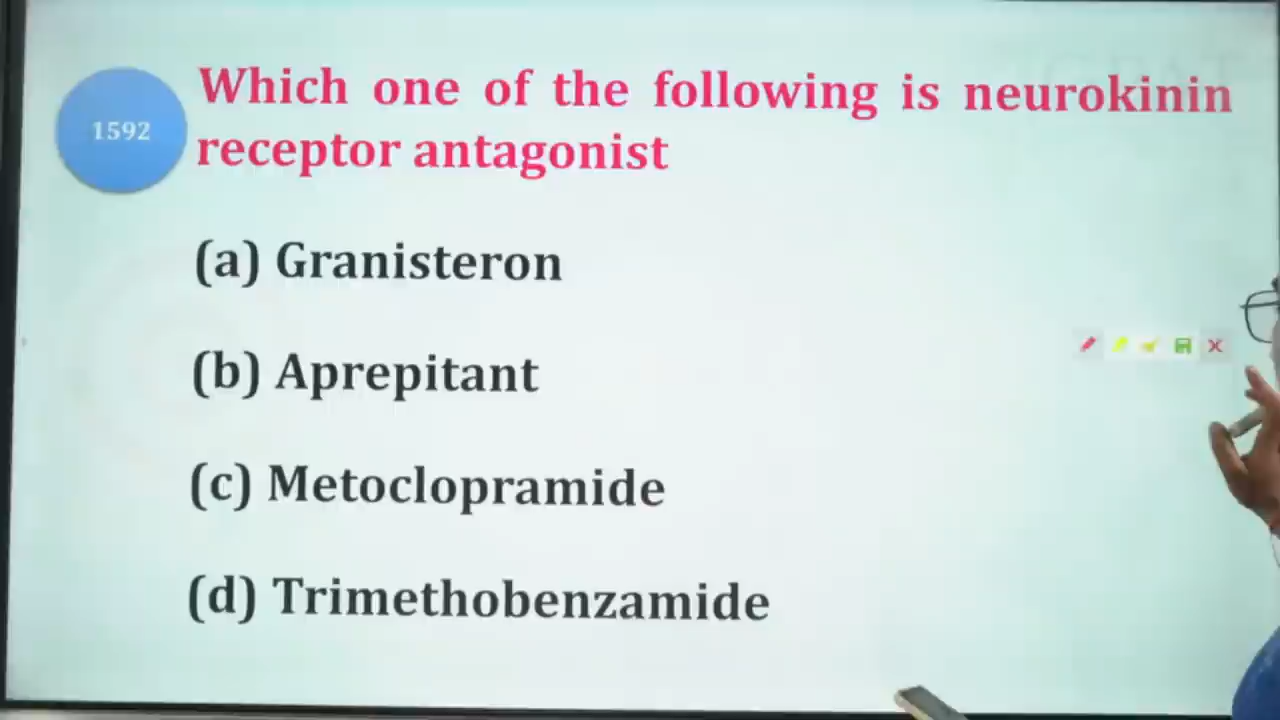 1592
Which one of the following is neurokinin
receptor antagonist
(a) Granisteron
(b) Aprepitant
(c) Metoclopramide
(d) Trimethobenzamide